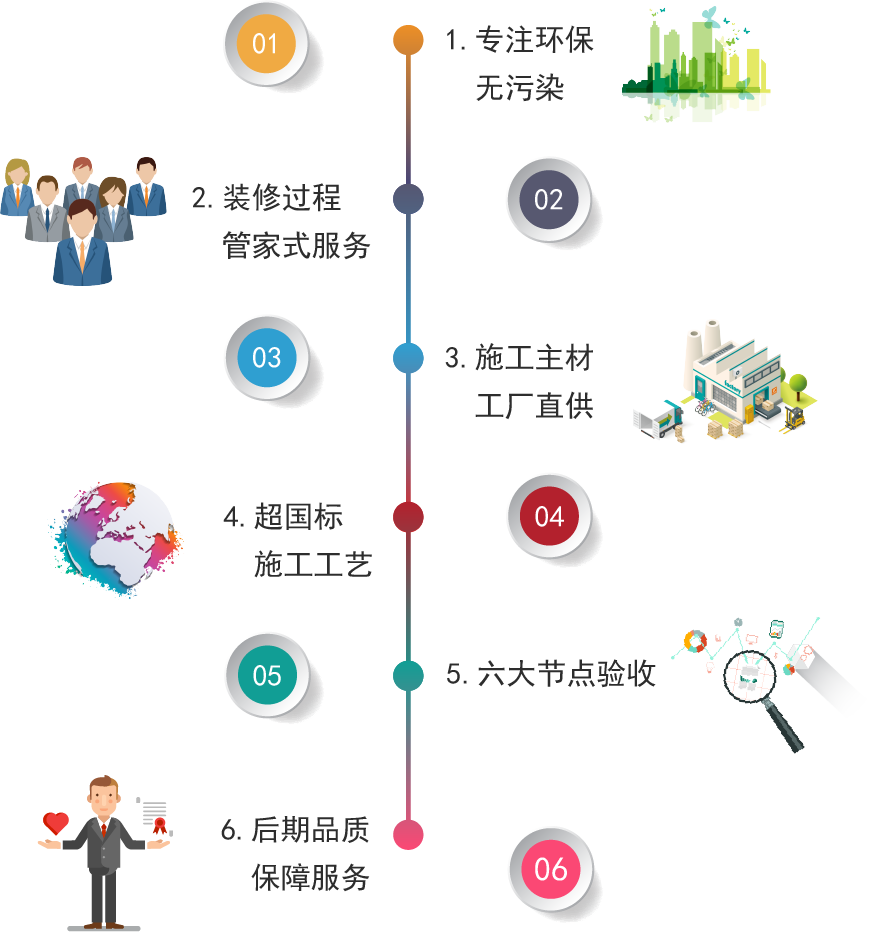 01
1. 专注环保
无污染
2. 装修过程
管家式服务
02
03
3. 施工主材
工厂直供
factory
4. 超国标
施工工艺
04
05
5. 六大节点验收
6. 后期品质
保障服务
06